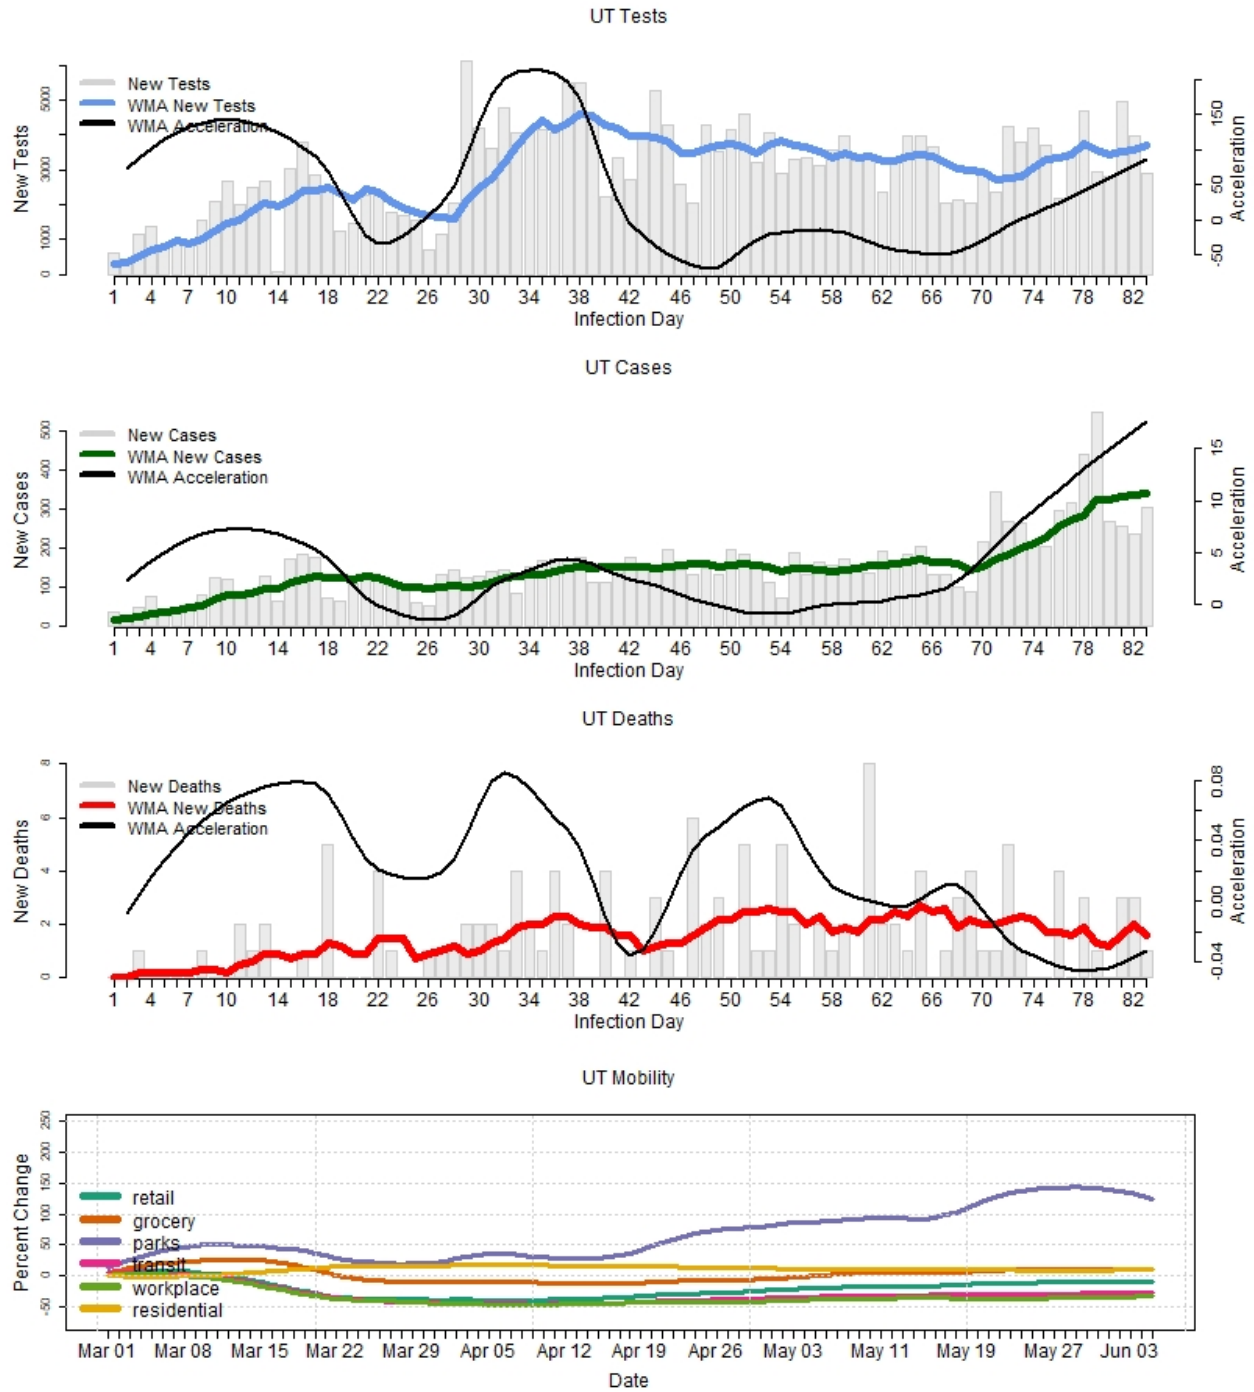 UT Tests
New Tests
WMA New Tests
WMA Acceleration
New Tests
0 1000 3000 5000
-50 0 50 150
Acceleration
1 4 7 10 14 18 22 26 30 34 38 42 46 50 54 58 62 66 70 74 78 82
Infection Day
UT Cases
New Cases
WMA New Cases
WMA Acceleration
New Cases
0 100 200 300 400 500
0 5 10 15
Acceleration
1 4 7 10 14 18 22 26 30 34 38 42 46 50 54 58 62 66 70 74 78 82
Infection Day
UT Deaths
New Deaths
WMA New Deaths
WMA Acceleration
New Deaths
0 2 4 6 8
-0.04 0.00 0.04 0.08
Acceleration
1 4 7 10 14 18 22 26 30 34 38 42 46 50 54 58 62 66 70 74 78 82
Infection Day
UT Mobility
retail
grocery
parks
transit
workplace
residential
Percent Change
-50 0 50 100 150 200 250
Mar 01 Mar 08 Mar 15 Mar 22 Mar 29 Apr 05 Apr 12 Apr 19 Apr 26 May 03 May 11 May 19 May 27 Jun 03
Date